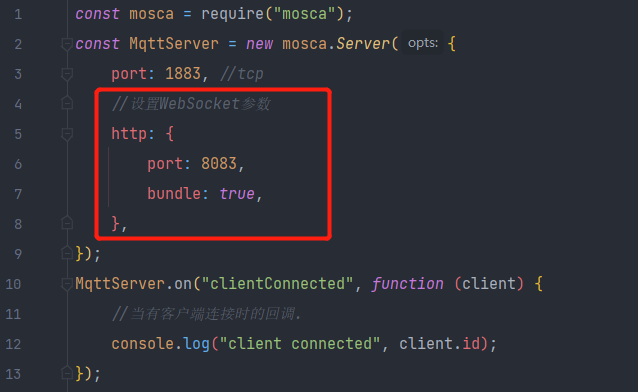 1 const mosca = require("mosca");
2 const MqttServer = new mosca.Server( opts: {
3 port: 1883, //tcp
4 //设置WebSocket参数
5 http: {
6 port: 8083,
7 bundle: true,
8 },
9 });
10 MqttServer.on("clientConnected", function (client) {
11 //当有客户端连接时的回调.
12 console.log("client connected", client.id);
13 });